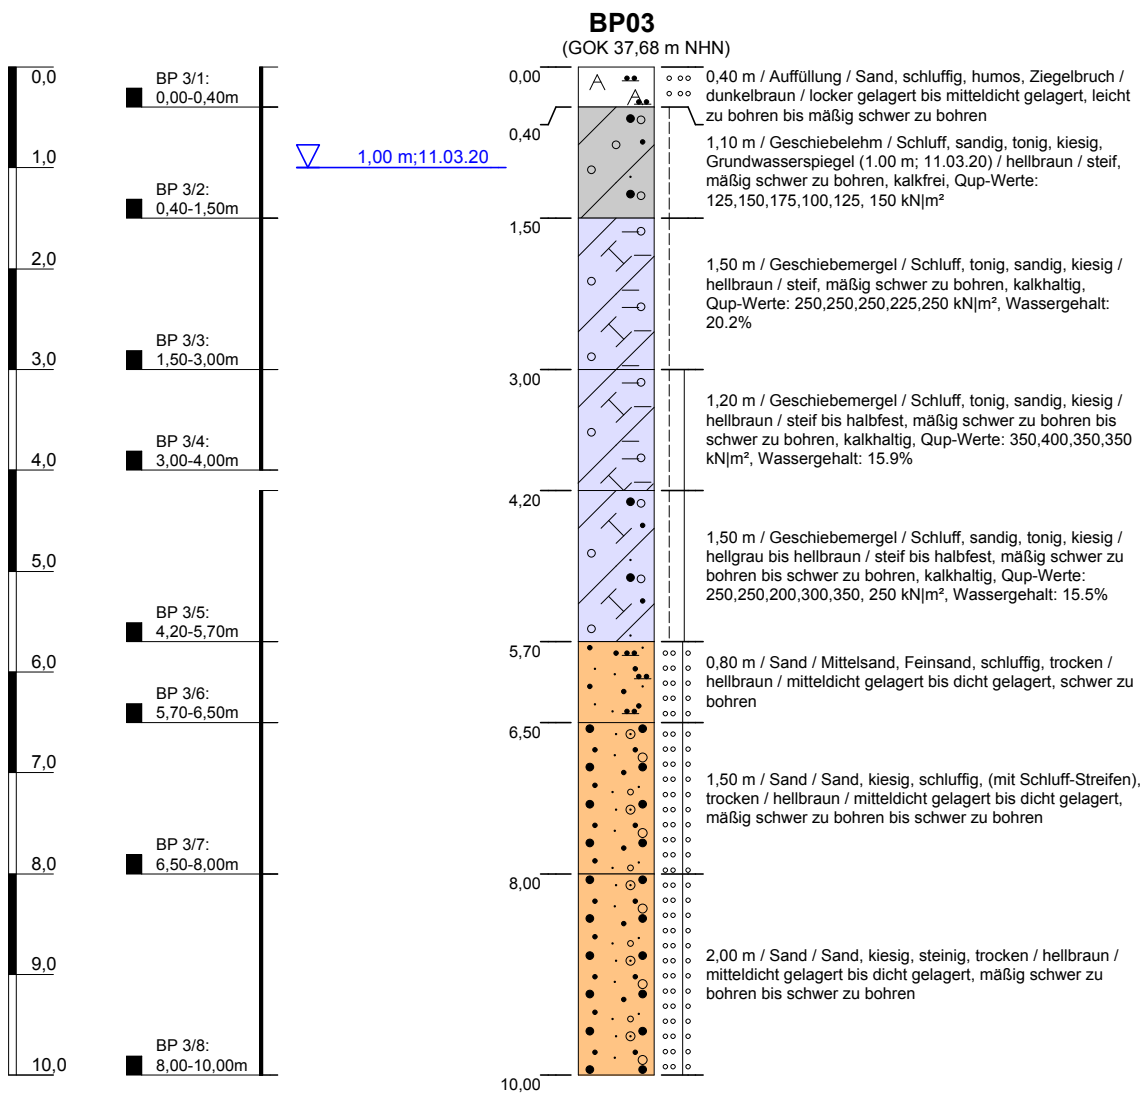 BP03
(GOK 37,68 m NHN)
0,0
1,0
2,0
3,0
4,0
5,0
6,0
7,0
8,0
9,0
10,0
BP 3/1:
0,00-0,40m
BP 3/2:
0,40-1,50m
BP 3/3:
1,50-3,00m
BP 3/4:
3,00-4,00m
BP 3/5:
4,20-5,70m
BP 3/6:
5,70-6,50m
BP 3/7:
6,50-8,00m
BP 3/8:
8,00-10,00m
1,00 m;11.03.20
0,00
0,40
1,50
3,00
4,20
5,70
6,50
8,00
10,00
A
A
0,40 m / Auffüllung / Sand, schluffig, humos, Ziegelbruch /
dunkelbraun / locker gelagert bis mitteldicht gelagert, leicht
zu bohren bis mäßig schwer zu bohren
1,10 m / Geschiebelehm / Schluff, sandig, tonig, kiesig,
Grundwasserspiegel (1.00 m; 11.03.20) / hellbraun / steif,
mäßig schwer zu bohren, kalkfrei, Qup-Werte:
125,150,175,100,125, 150 kN|m²
1,50 m / Geschiebemergel / Schluff, tonig, sandig, kiesig /
hellbraun / steif, mäßig schwer zu bohren, kalkhaltig,
Qup-Werte: 250,250,250,225,250 kN|m², Wassergehalt:
20.2%
1,20 m / Geschiebemergel / Schluff, tonig, sandig, kiesig /
hellbraun / steif bis halbfest, mäßig schwer zu bohren bis
schwer zu bohren, kalkhaltig, Qup-Werte: 350,400,350,350
kN|m², Wassergehalt: 15.9%
1,50 m / Geschiebemergel / Schluff, sandig, tonig, kiesig /
hellgrau bis hellbraun / steif bis halbfest, mäßig schwer zu
bohren bis schwer zu bohren, kalkhaltig, Qup-Werte:
250,250,200,300,350, 250 kN|m², Wassergehalt: 15.5%
0,80 m / Sand / Mittelsand, Feinsand, schluffig, trocken /
hellbraun / mitteldicht gelagert bis dicht gelagert, schwer zu
bohren
1,50 m / Sand / Sand, kiesig, schluffig, (mit Schluff-Streifen),
trocken / hellbraun / mitteldicht gelagert bis dicht gelagert,
mäßig schwer zu bohren bis schwer zu bohren
2,00 m / Sand / Sand, kiesig, steinig, trocken / hellbraun /
mitteldicht gelagert bis dicht gelagert, mäßig schwer zu
bohren bis schwer zu bohren